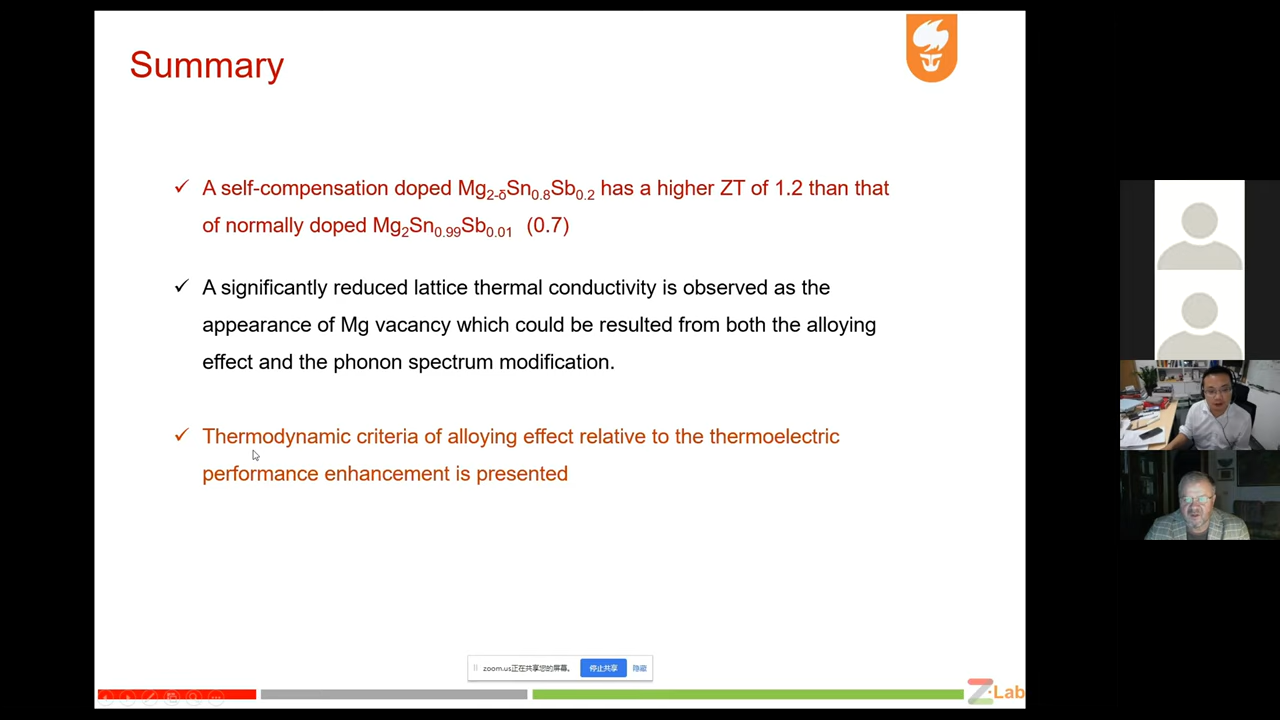 Summary
✓ A self-compensation doped Mg₂₋δSn₀.₈Sb₀.₂ has a higher ZT of 1.2 than that
of normally doped Mg₂Sn₀.₉₉Sb₀.₀₁ (0.7)
✓ A significantly reduced lattice thermal conductivity is observed as the
appearance of Mg vacancy which could be resulted from both the alloying
effect and the phonon spectrum modification.
✓ Thermodynamic criteria of alloying effect relative to the thermoelectric
performance enhancement is presented
zoom.us正在共享您的屏幕。 停止共享 隐藏
Z·Lab